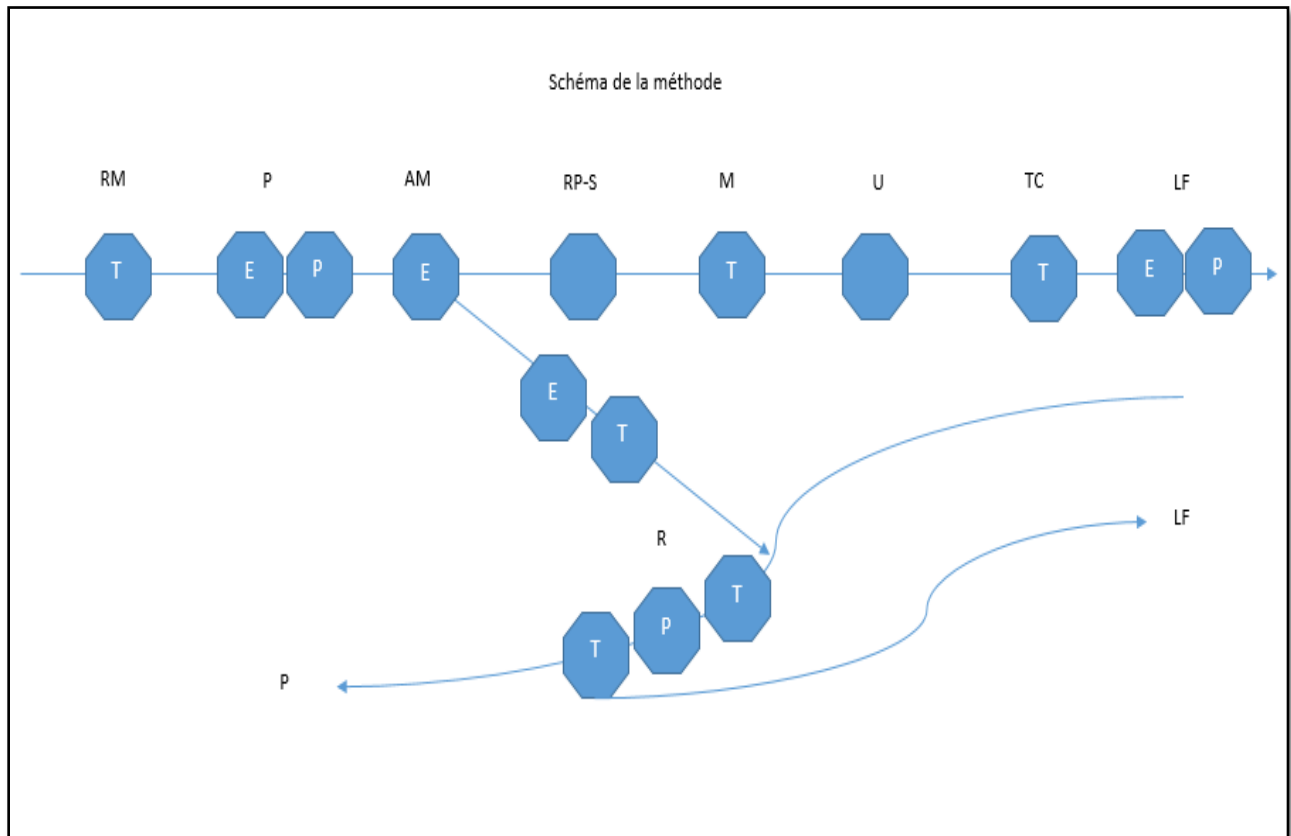 Schéma de la méthode
RM P AM RP-S M U TC LF
T E P E T T E P
E
T
R
LF
T
P
T
P